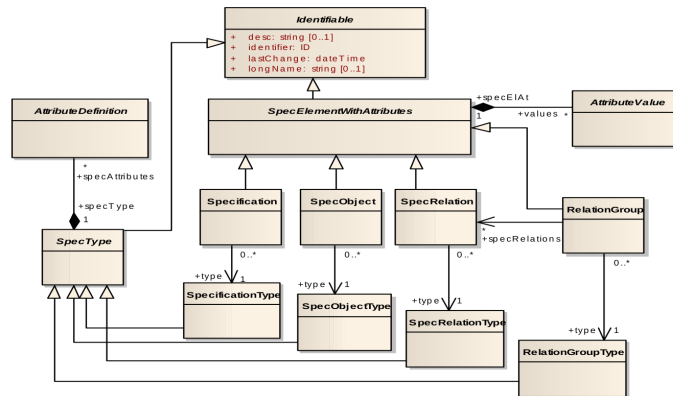 Identifiable
+ desc: string [0..1]
+ identifier: ID
+ lastChange: dateTime
+ longName: string [0..1]
AttributeDefinition
SpecElementWithAttributes
+specElAt
1
+values *
AttributeValue
*
+specAttributes
+specType
1
SpecType
Specification
SpecObject
SpecRelation
RelationGroup
*
+specRelations
0..*
0..*
0..*
0..*
+type 1
+type 1
+type 1
+type 1
SpecificationType
SpecObjectType
SpecRelationType
RelationGroupType